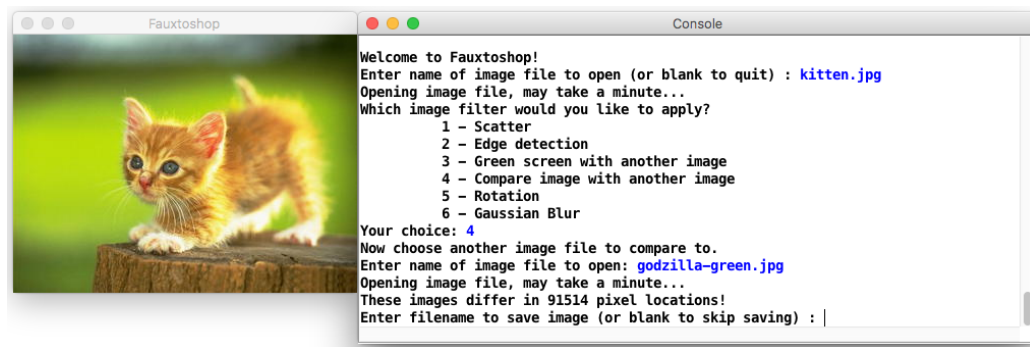 Fauxtoshop
Console
Welcome to Fauxtoshop!
Enter name of image file to open (or blank to quit) : kitten.jpg
Opening image file, may take a minute...
Which image filter would you like to apply?
1 – Scatter
2 – Edge detection
3 – Green screen with another image
4 – Compare image with another image
5 – Rotation
6 – Gaussian Blur
Your choice: 4
Now choose another image file to compare to.
Enter name of image file to open: godzilla-green.jpg
Opening image file, may take a minute...
These images differ in 91514 pixel locations!
Enter filename to save image (or blank to skip saving) :